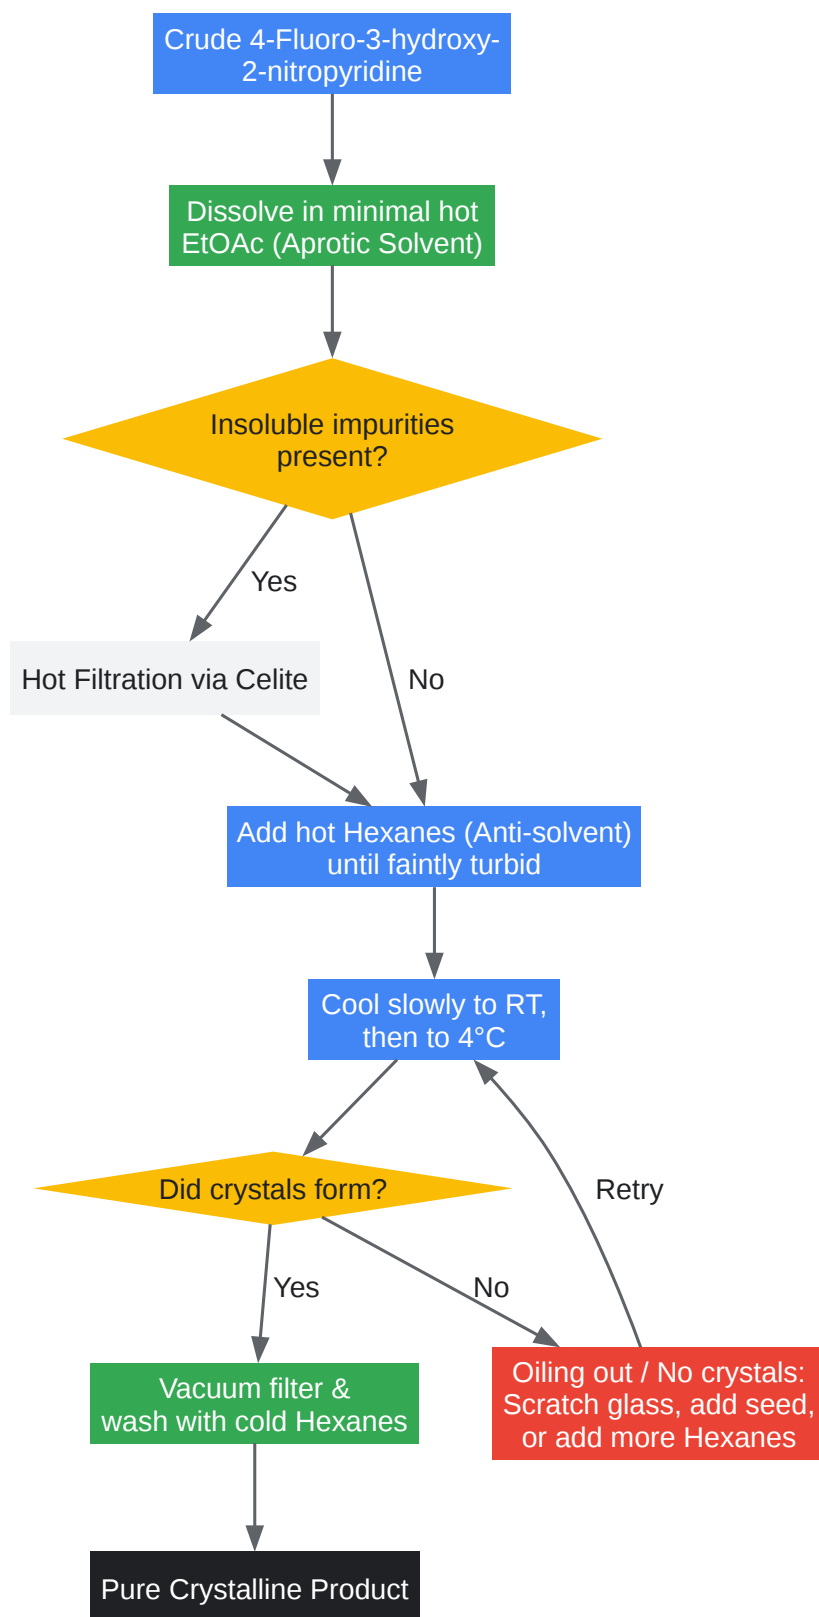 Crude 4-Fluoro-3-hydroxy-
2-nitropyridine
Dissolve in minimal hot
EtOAc (Aprotic Solvent)
Insoluble impurities
present?
Yes
Hot Filtration via Celite
No
Add hot Hexanes (Anti-solvent)
until faintly turbid
Cool slowly to RT,
then to 4°C
Did crystals form?
Retry
Yes
No
Oiling out / No crystals:
Scratch glass, add seed,
or add more Hexanes
Vacuum filter &
wash with cold Hexanes
Pure Crystalline Product